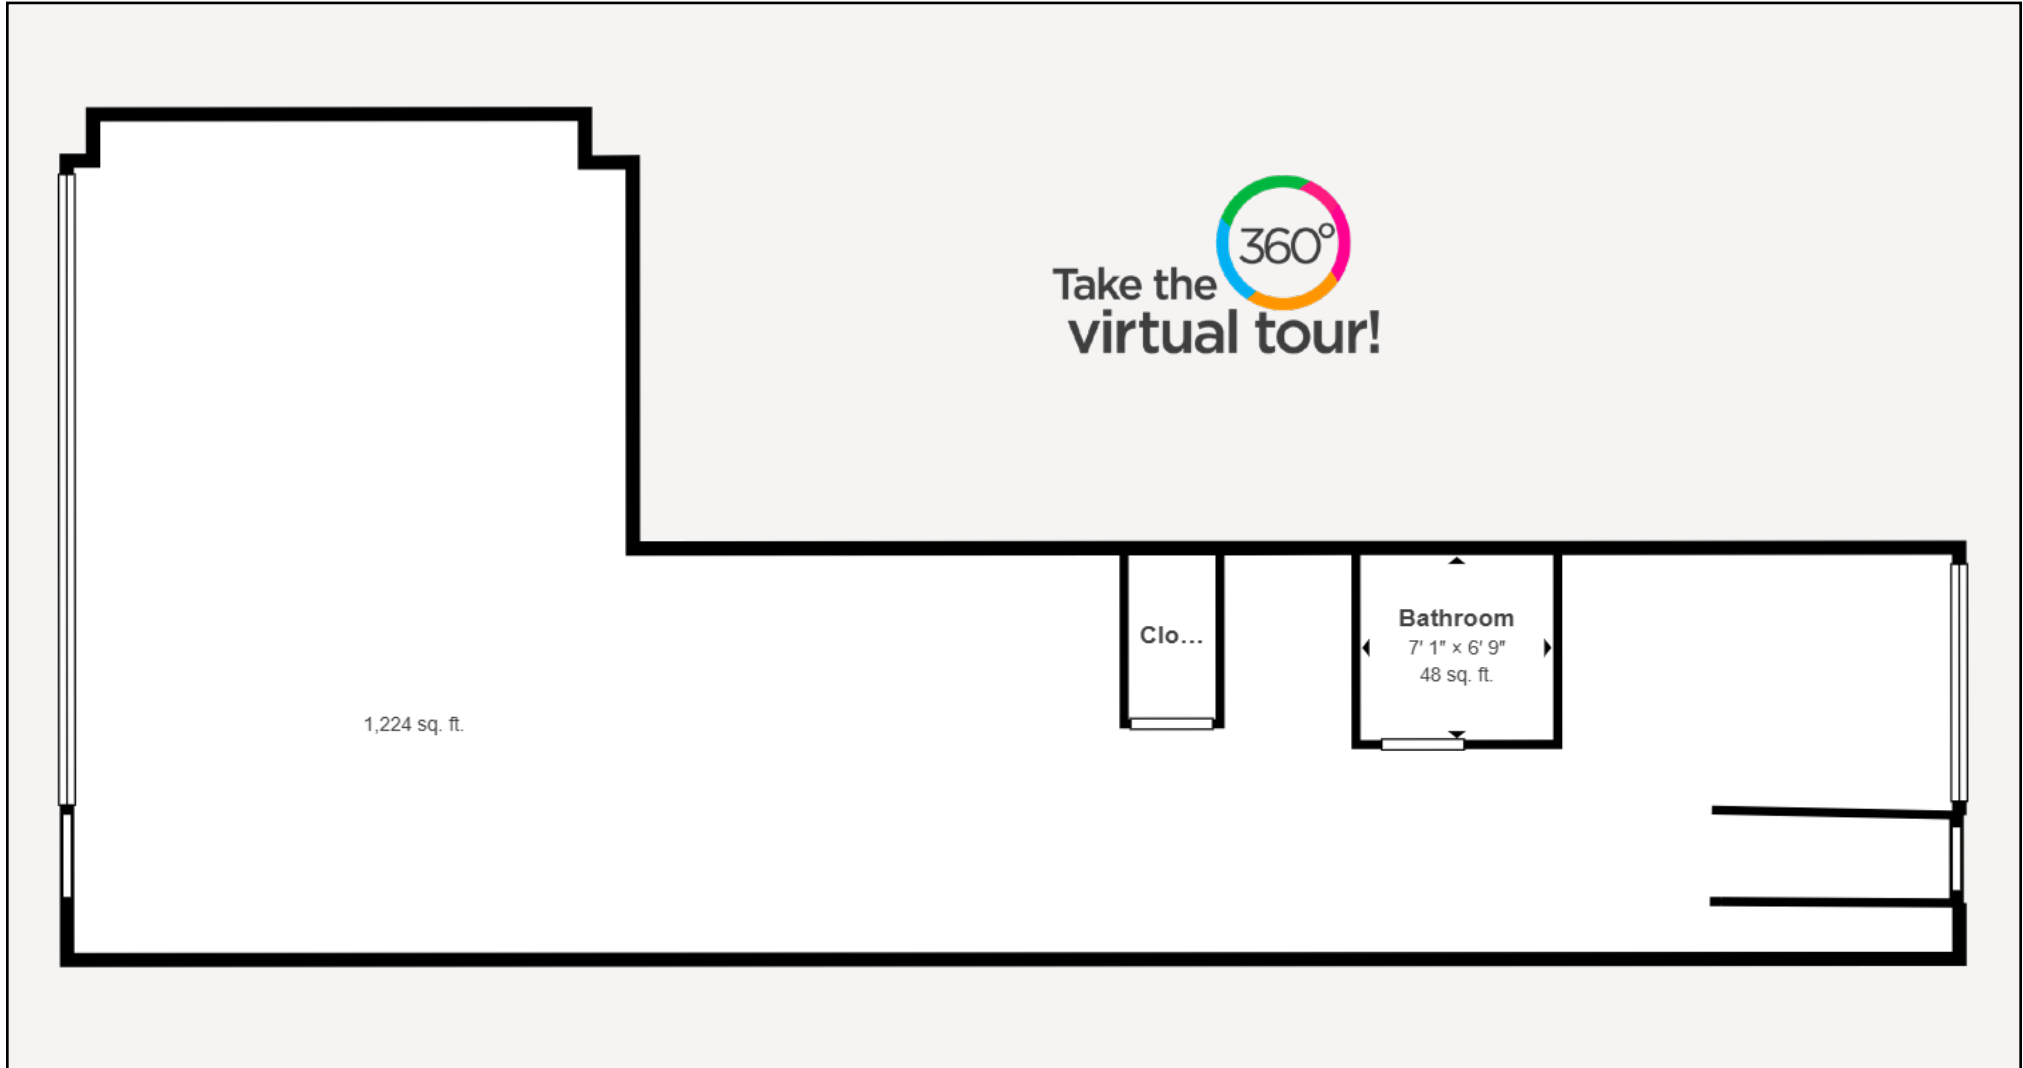 360°
Take the
virtual tour!
Clo...
Bathroom
7' 1" × 6' 9"
48 sq. ft.
1,224 sq. ft.